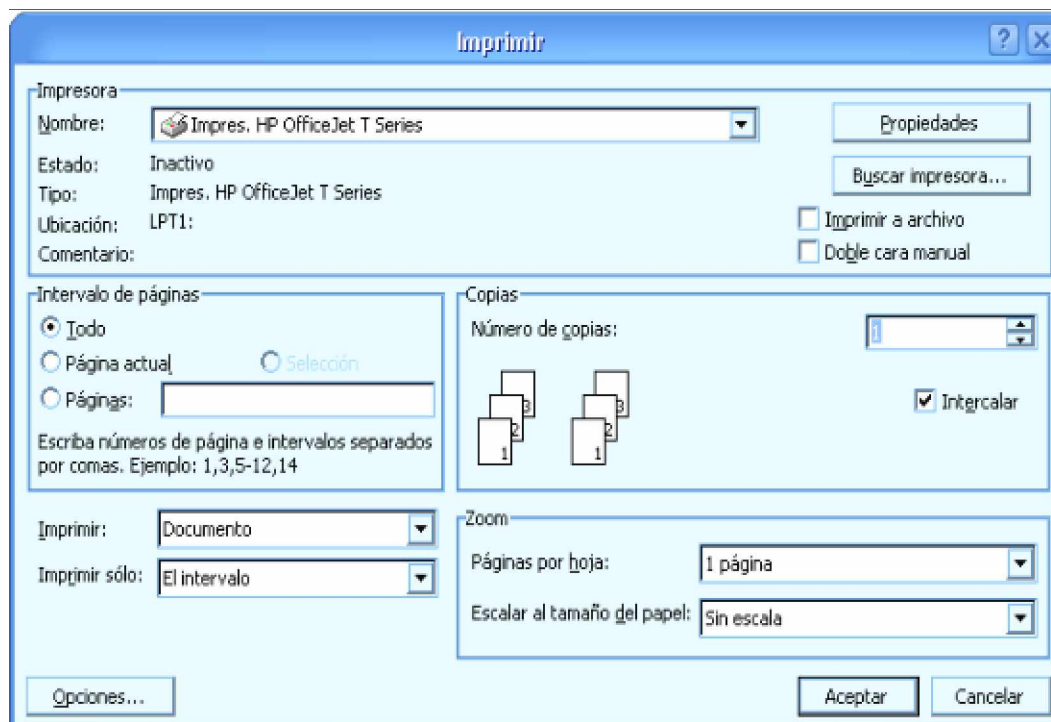 Imprimir
Impresora
Nombre: Impres. HP OfficeJet T Series Propiedades
Estado: Inactivo
Tipo: Impres. HP OfficeJet T Series Buscar impresora...
Ubicación: LPT1: Imprimir a archivo
Comentario: Doble cara manual
Intervalo de páginas
Todo
Página actual Selección
Páginas:
Escriba números de página e intervalos separados
por comas. Ejemplo: 1,3,5-12,14
Copias
Número de copias: 1
3 3
2 2
1 1
Intercalar
Imprimir: Documento
Imprimir sólo: El intervalo
Zoom
Páginas por hoja: 1 página
Escalar al tamaño del papel: Sin escala
Opciones... Aceptar Cancelar